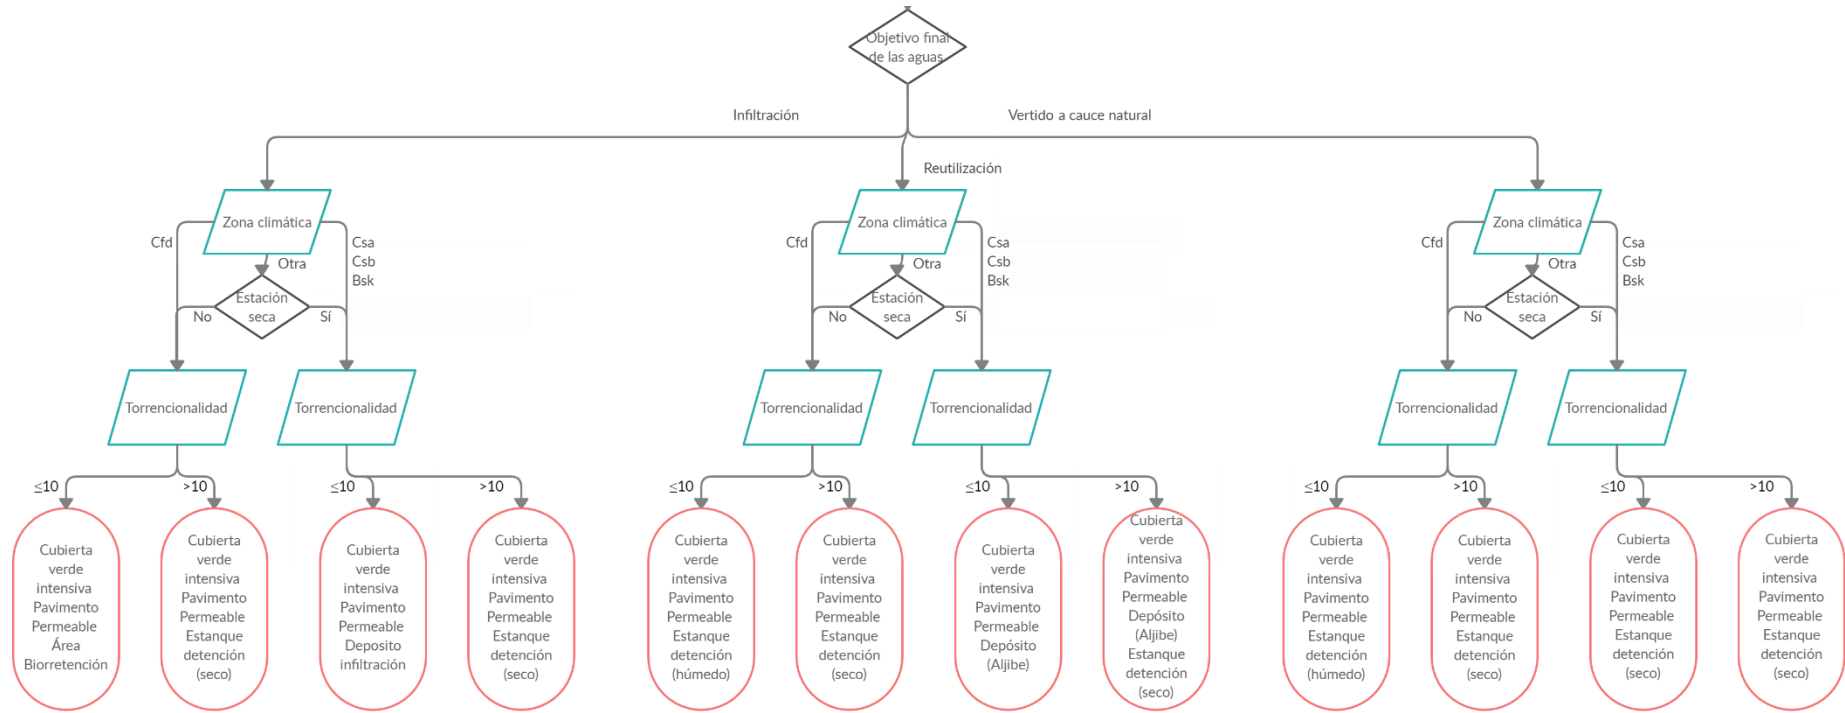 Objetivo final
de las aguas
Infiltración
Vertido a cauce natural
Reutilización
Zona climática
Zona climática
Zona climática
Cfd
Csa
Csb
Bsk
Otra
Cfd
Csa
Csb
Bsk
Otra
Cfd
Csa
Csb
Bsk
Otra
Estación
seca
No
Sí
Estación
seca
No
Sí
Estación
seca
No
Sí
Torrencionalidad
Torrencionalidad
Torrencionalidad
Torrencionalidad
Torrencionalidad
Torrencionalidad
≤10
>10
≤10
>10
≤10
>10
≤10
>10
≤10
>10
≤10
>10
Cubierta
verde
intensiva
Pavimento
Permeable
Área
Biorretención
Cubierta
verde
intensiva
Pavimento
Permeable
Estanque
detención
(seco)
Cubierta
verde
intensiva
Pavimento
Permeable
Deposito
infiltración
Cubierta
verde
intensiva
Pavimento
Permeable
Estanque
detención
(seco)
Cubierta
verde
intensiva
Pavimento
Permeable
Estanque
detención
(húmedo)
Cubierta
verde
intensiva
Pavimento
Permeable
Estanque
detención
(seco)
Cubierta
verde
intensiva
Pavimento
Permeable
Depósito
(Aljibe)
Cubierta
verde
intensiva
Pavimento
Permeable
Depósito
(Aljibe)
Estanque
detención
(seco)
Cubierta
verde
intensiva
Pavimento
Permeable
Estanque
detención
(húmedo)
Cubierta
verde
intensiva
Pavimento
Permeable
Estanque
detención
(seco)
Cubierta
verde
intensiva
Pavimento
Permeable
Estanque
detención
(seco)
Cubierta
verde
intensiva
Pavimento
Permeable
Estanque
detención
(seco)